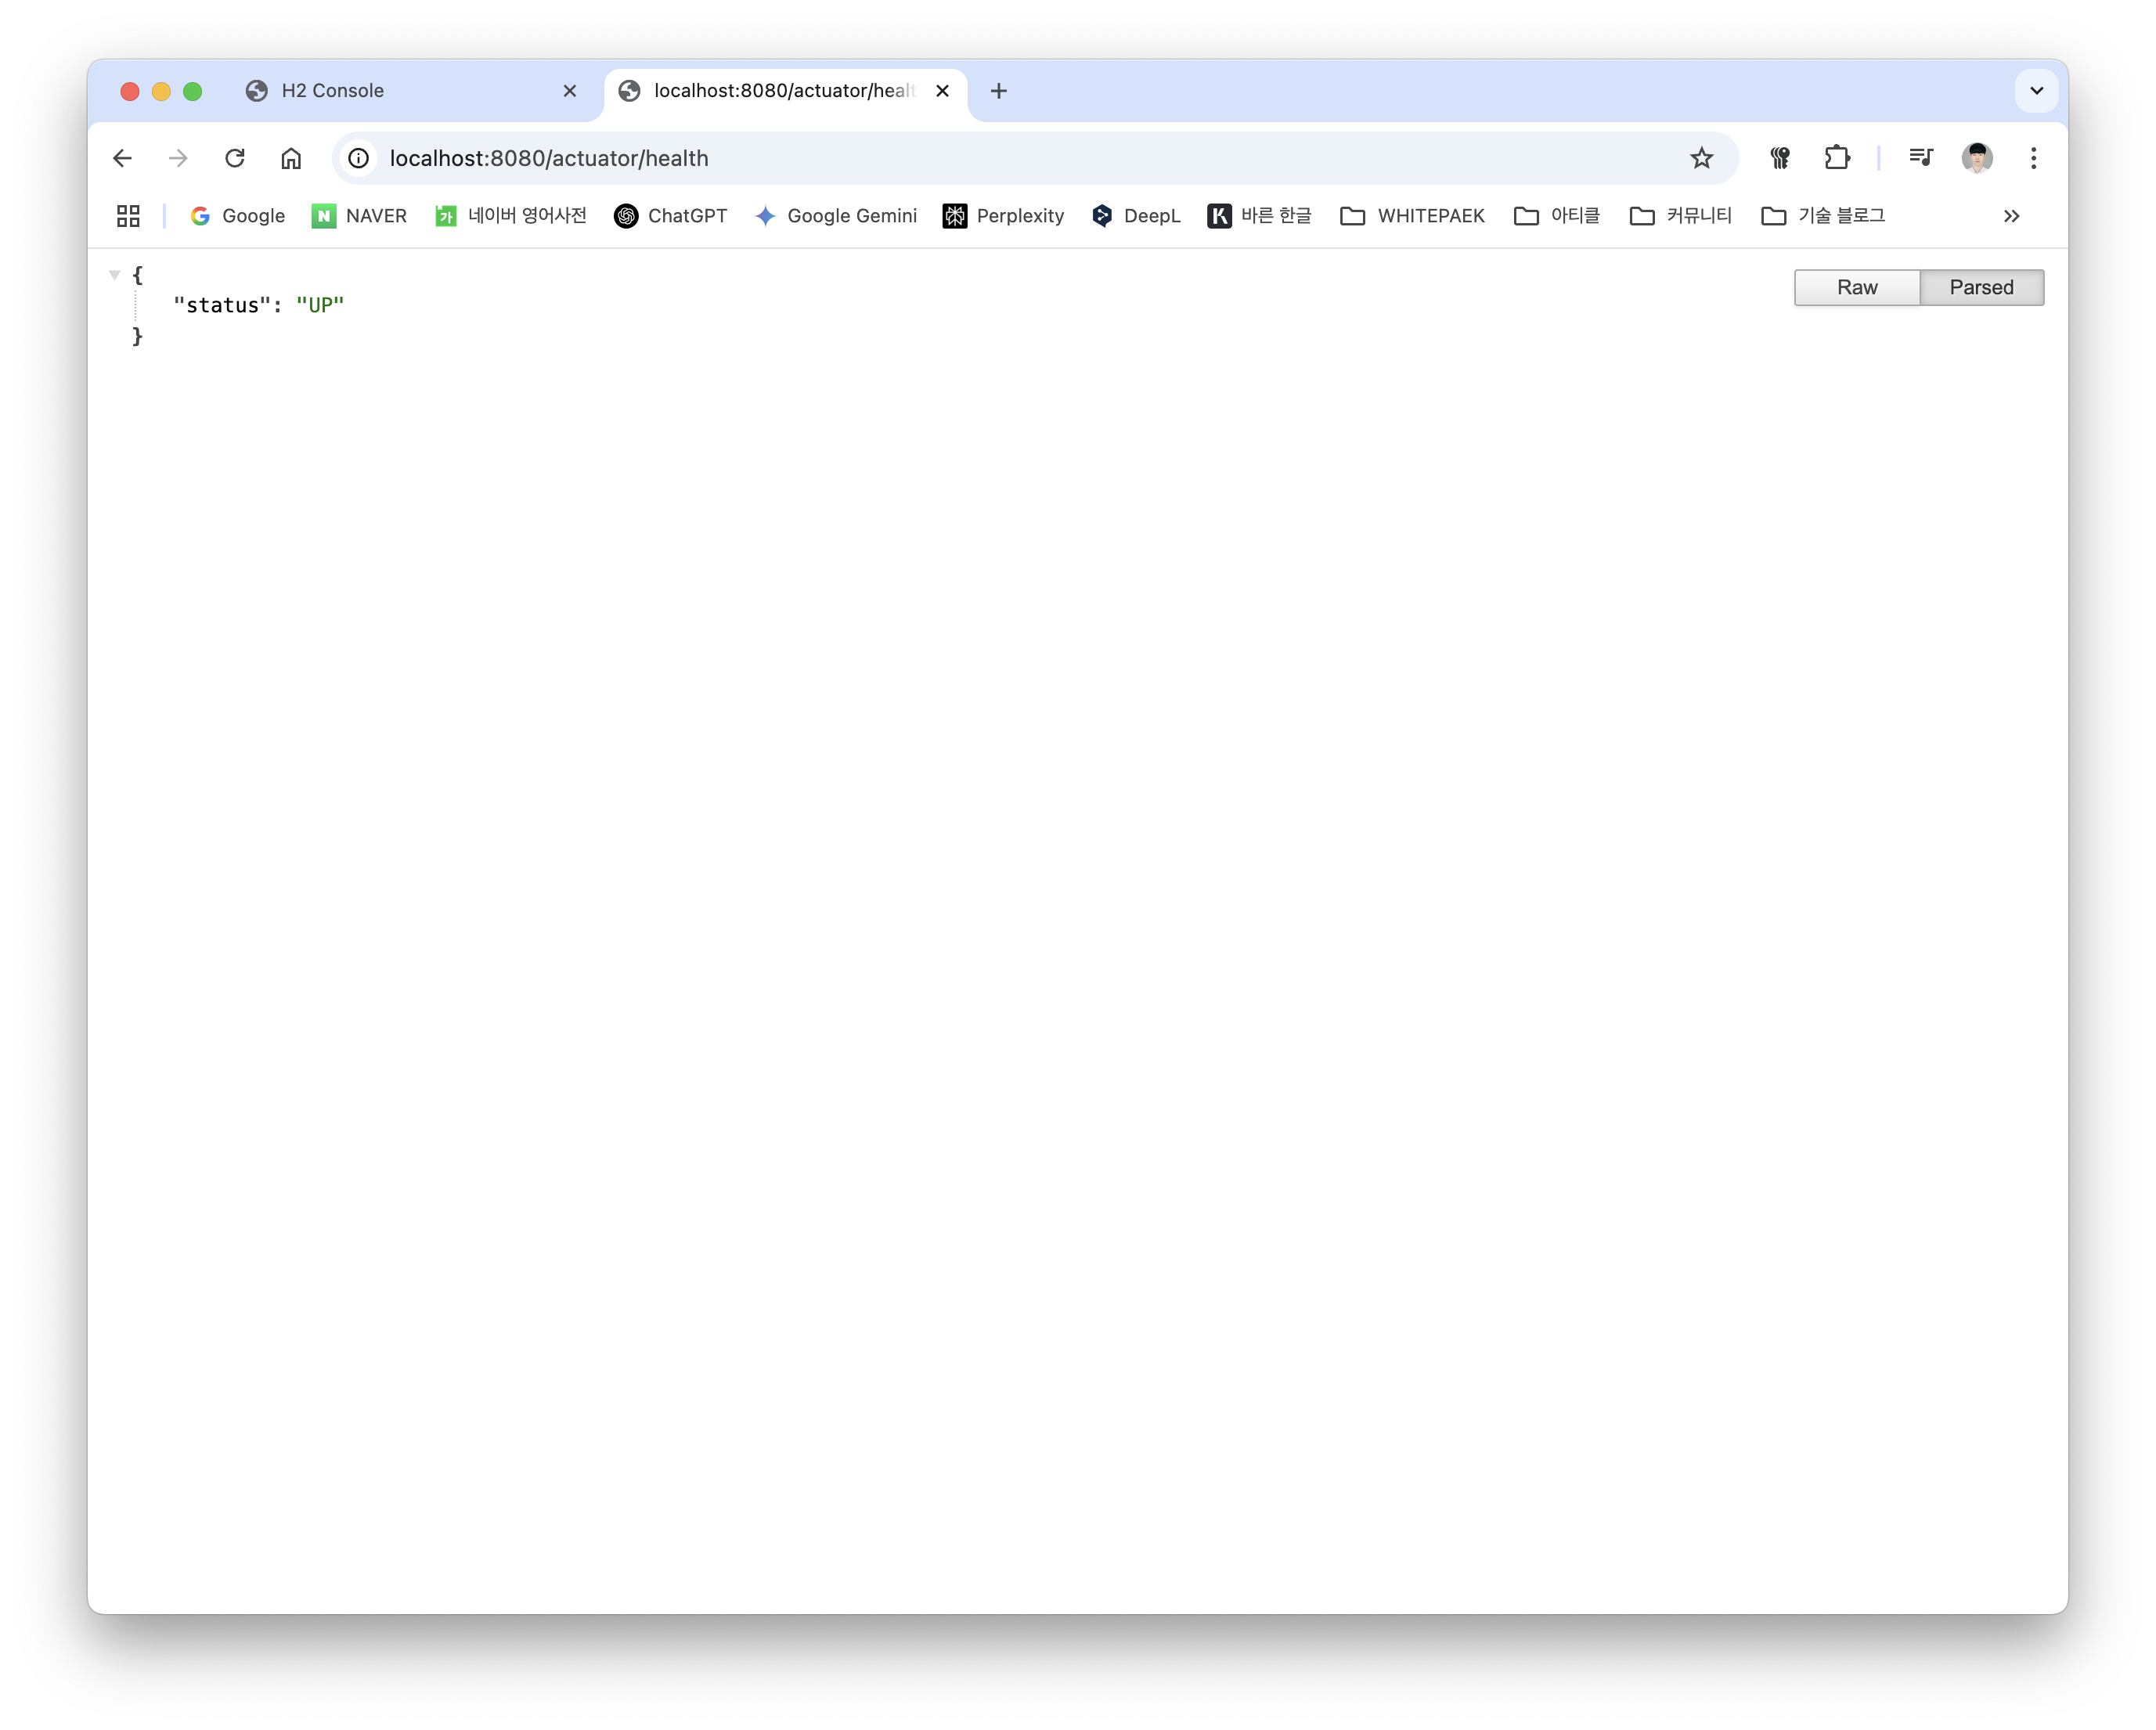 H2 Console
localhost:8080/actuator/healt
localhost:8080/actuator/health
Google NAVER 네이버 영어사전 ChatGPT Google Gemini Perplexity DeepL K 바른 한글 WHITEPAEK 아티클 커뮤니티 기술 블로그
{
Raw Parsed
"status": "UP"
}